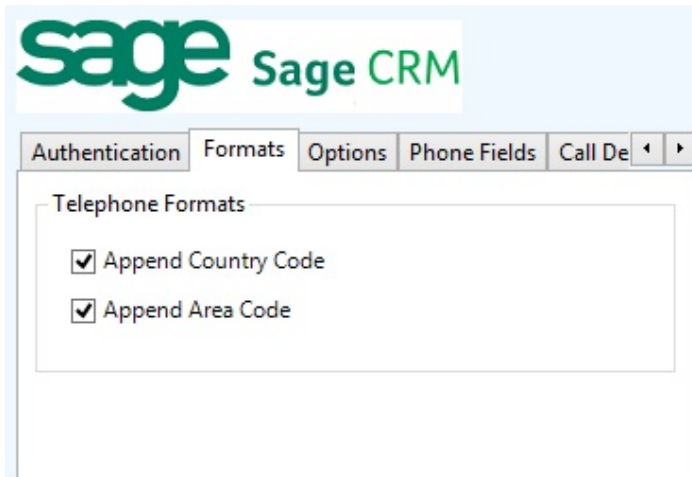 sage Sage CRM
Authentication Formats Options Phone Fields Call De
Telephone Formats
Append Country Code
Append Area Code